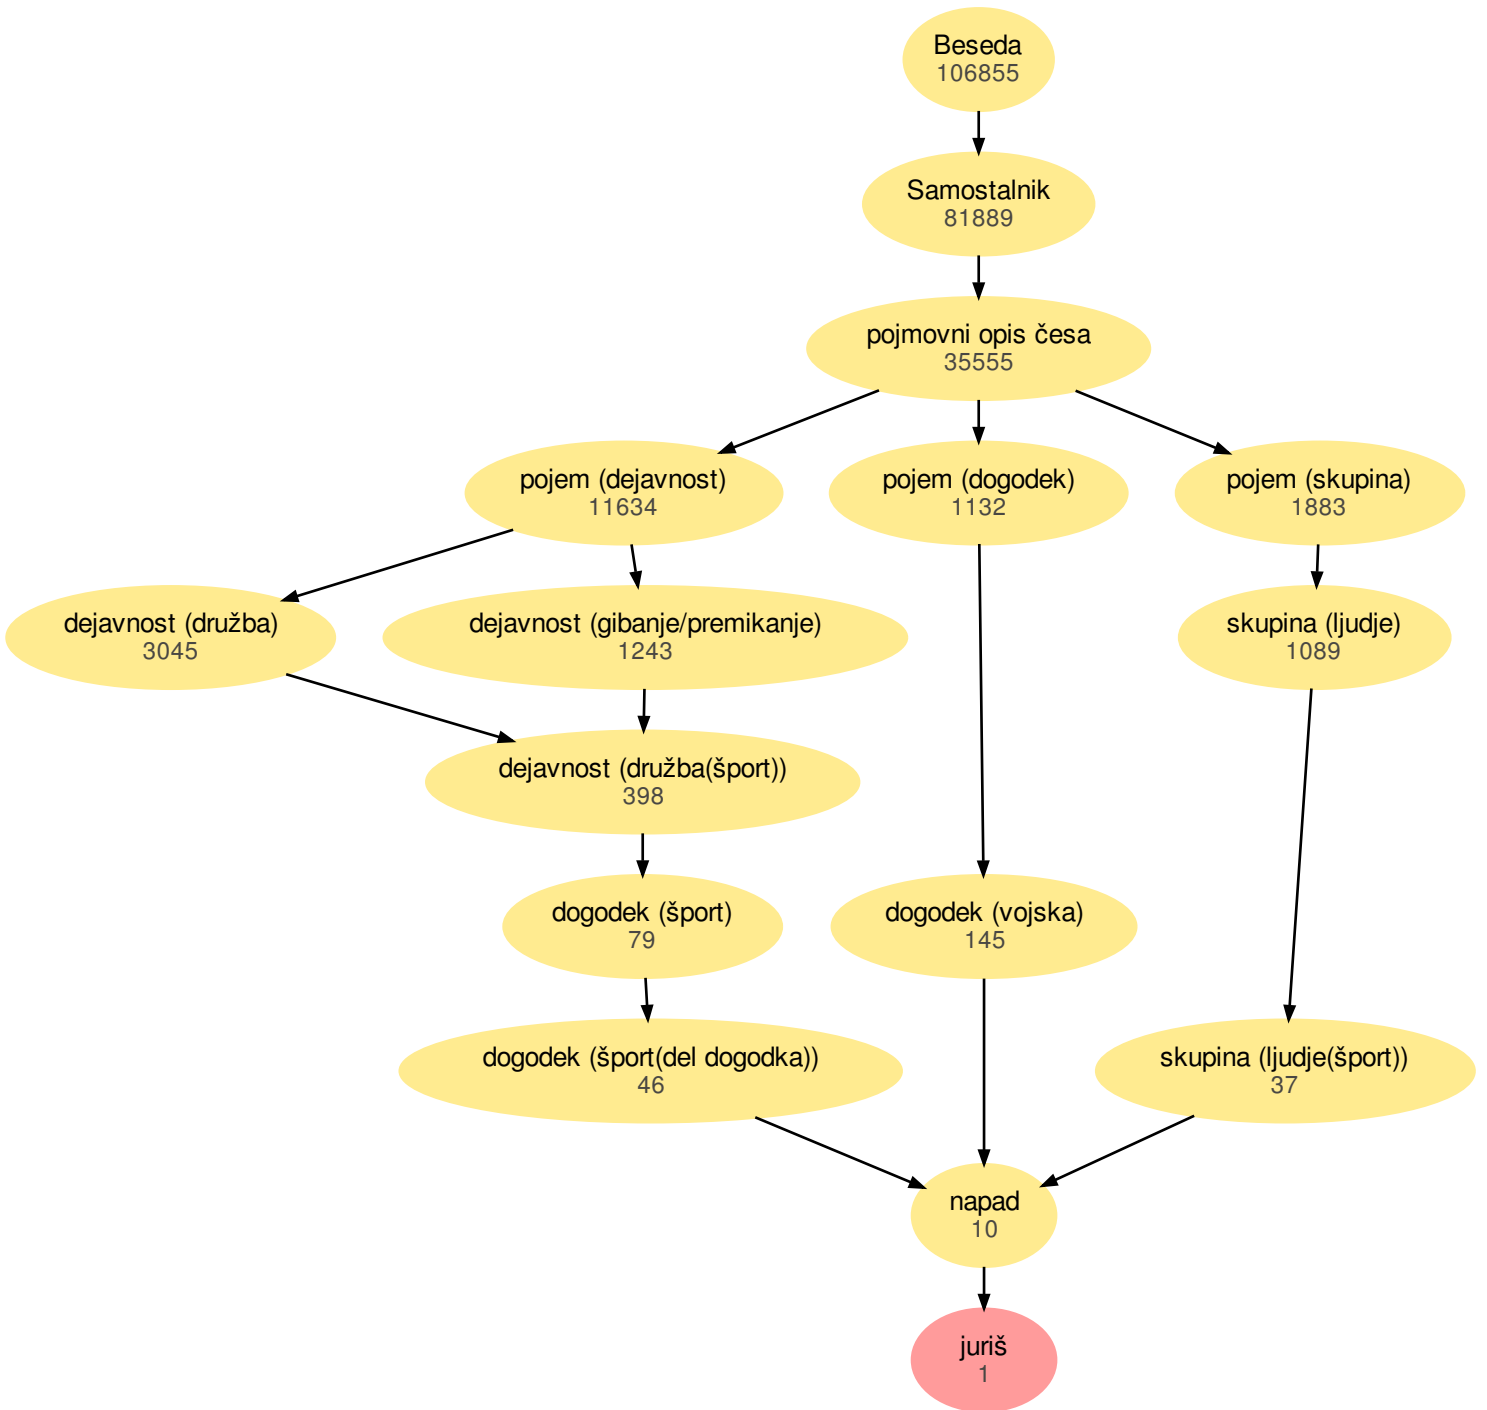 Beseda
106855
Samostalnik
81889
pojmovni opis česa
35555
pojem (dejavnost)
11634
pojem (dogodek)
1132
pojem (skupina)
1883
dejavnost (družba)
3045
dejavnost (gibanje/premikanje)
1243
skupina (ljudje)
1089
dejavnost (družba(šport))
398
dogodek (šport)
79
dogodek (vojska)
145
dogodek (šport(del dogodka))
46
skupina (ljudje(šport))
37
napad
10
juriš
1